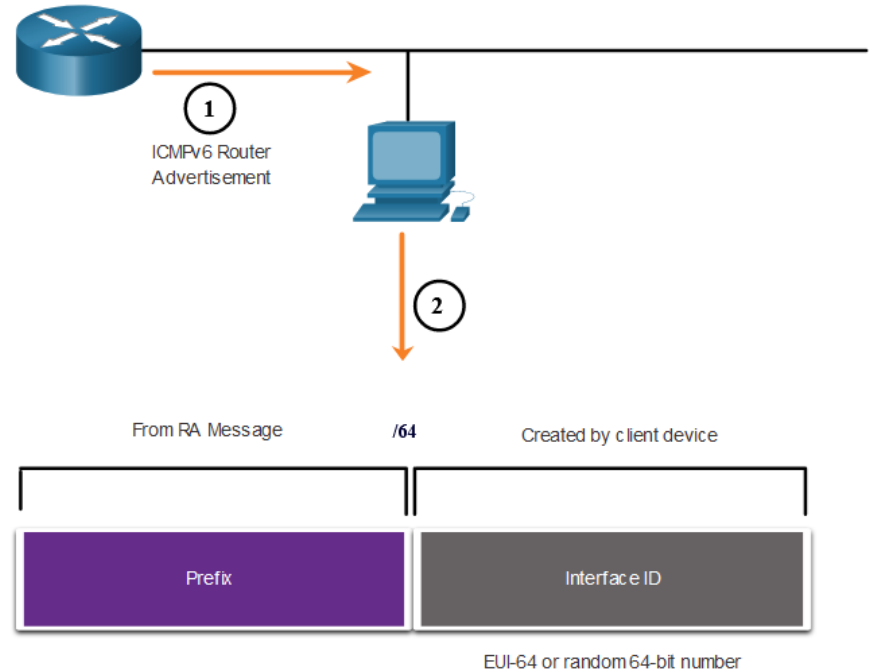 1
ICMPv6 Router
Advertisement
2
From RA Message
/64
Created by client device
Prefix
Interface ID
EUI-64 or random 64-bit number